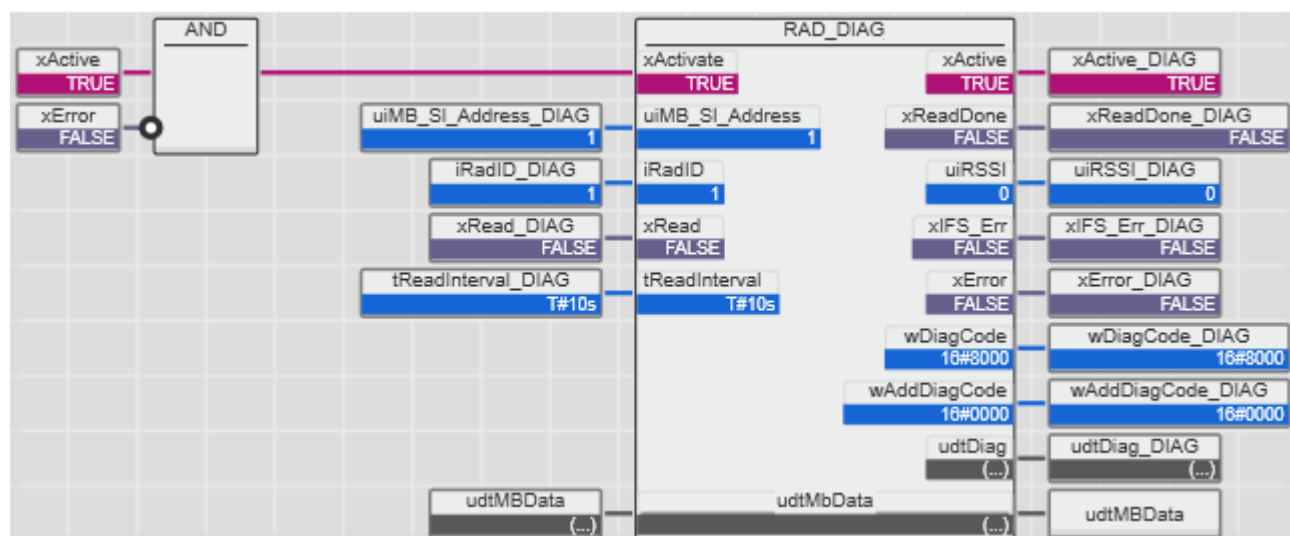 AND
RAD_DIAG
xActive
TRUE
xActivate
TRUE
xActive
TRUE
xActive_DIAG
TRUE
xError
FALSE
uiMB_SI_Address_DIAG
1
uiMB_SI_Address
1
xReadDone
FALSE
xReadDone_DIAG
FALSE
iRadID_DIAG
1
iRadID
1
uiRSSI
0
uiRSSI_DIAG
0
xRead_DIAG
FALSE
xRead
FALSE
xIFS_Err
FALSE
xIFS_Err_DIAG
FALSE
tReadInterval_DIAG
T#10s
tReadInterval
T#10s
xError
FALSE
xError_DIAG
FALSE
wDiagCode
16#8000
wDiagCode_DIAG
16#8000
wAddDiagCode
16#0000
wAddDiagCode_DIAG
16#0000
udtDiag
(...)
udtDiag_DIAG
(...)
udtMBData
(...)
udtMbData
(...)
udtMBData